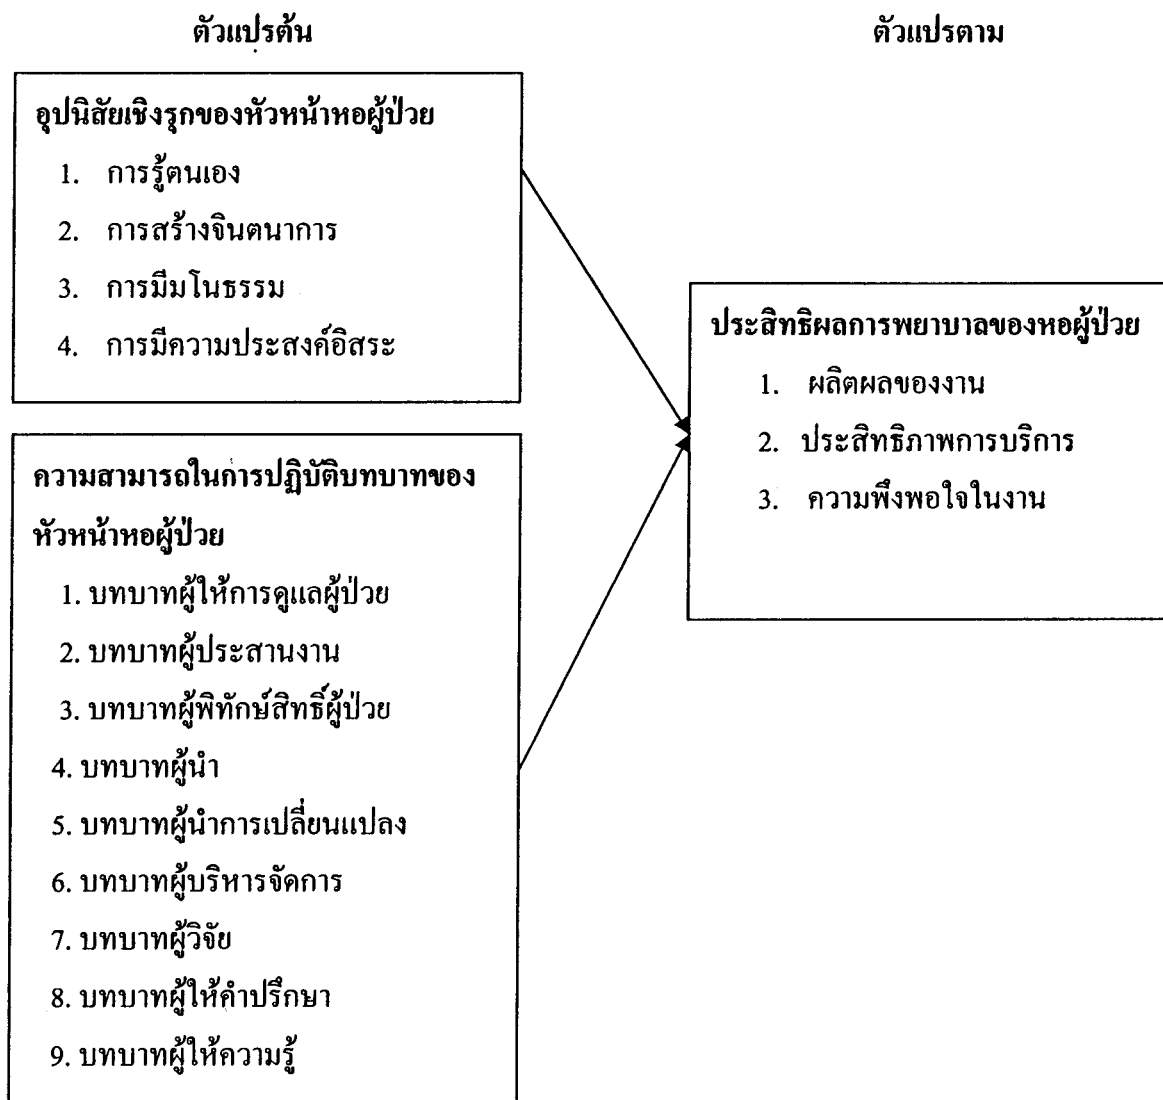 ตัวแปรต้น
ตัวแปรตาม
อุปนิสัยเชิงรุกของหัวหน้าหอผู้ป่วย
1. การรู้ตนเอง
2. การสร้างจินตนาการ
3. การมีมโนธรรม
4. การมีความประสงค์อิสระ
ความสามารถในการปฏิบัติบทบาทของ
หัวหน้าหอผู้ป่วย
1. บทบาทผู้ให้การดูแลผู้ป่วย
2. บทบาทผู้ประสานงาน
3. บทบาทผู้พิทักษ์สิทธิ์ผู้ป่วย
4. บทบาทผู้นำ
5. บทบาทผู้นำการเปลี่ยนแปลง
6. บทบาทผู้บริหารจัดการ
7. บทบาทผู้วิจัย
8. บทบาทผู้ให้คำปรึกษา
9. บทบาทผู้ให้ความรู้
ประสิทธิผลการพยาบาลของหอผู้ป่วย
1. ผลิตผลของงาน
2. ประสิทธิภาพการบริการ
3. ความพึงพอใจในงาน